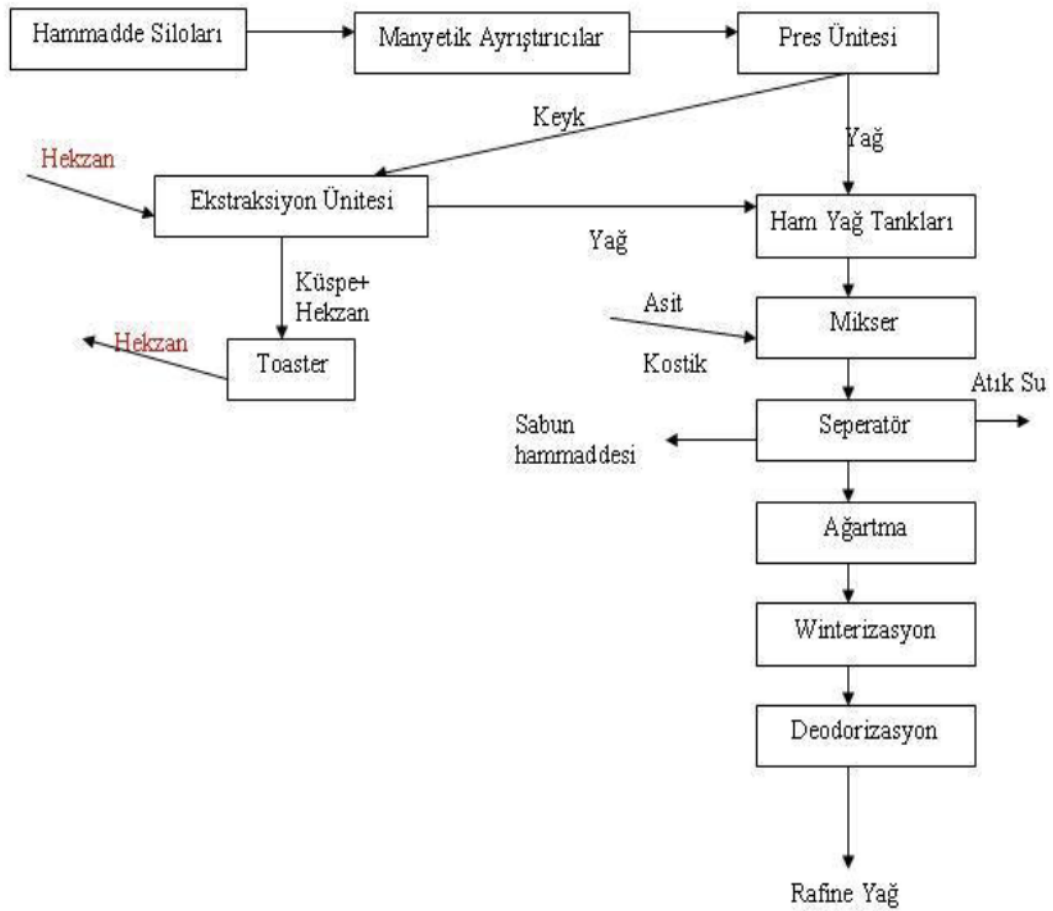 Hammadde Siloları
Manyetik Ayrıştırıcılar
Pres Ünitesi
Keyk
Yağ
Hekzan
Ekstraksiyon Ünitesi
Yağ
Ham Yağ Tankları
Küspe+
Hekzan
Asit
Kostik
Mikser
Hekzan
Toaster
Atık Su
Sabun
hammaddesi
Seperatör
Ağartma
Winterizasyon
Deodorizasyon
Rafine Yağ